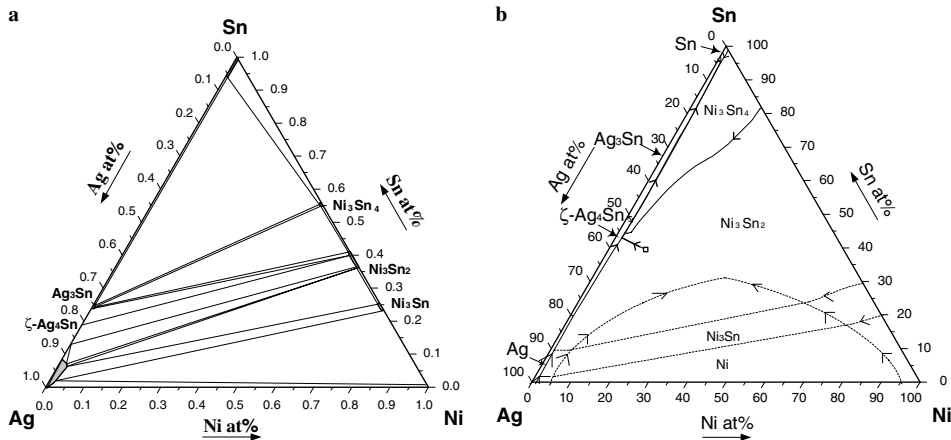 a
Sn
0.0
1.0
0.1
0.9
0.2
0.8
0.3
0.7
Ag at%
0.4
0.6
Sn at%
Ni3Sn4
0.5
0.5
0.6
0.4
Ni3Sn2
0.7
0.3
Ag3Sn
Ni3Sn
0.8
0.2
ζ-Ag4Sn
0.9
0.1
1.0
0.0
Ag
Ni
0.0 0.1 0.2 0.3 0.4 0.5 0.6 0.7 0.8 0.9 1.0
Ni at%
b
Sn
0
100
Sn
10
90
20
Ni3Sn4
80
Ag3Sn
30
70
Ag at%
40
60
Sn at%
ζ-Ag4Sn
50
50
Ni3Sn2
60
40
70
30
80
20
Ni3Sn
90
10
Ag
Ni
100
0
Ag
Ni
0 10 20 30 40 50 60 70 80 90 100
Ni at%